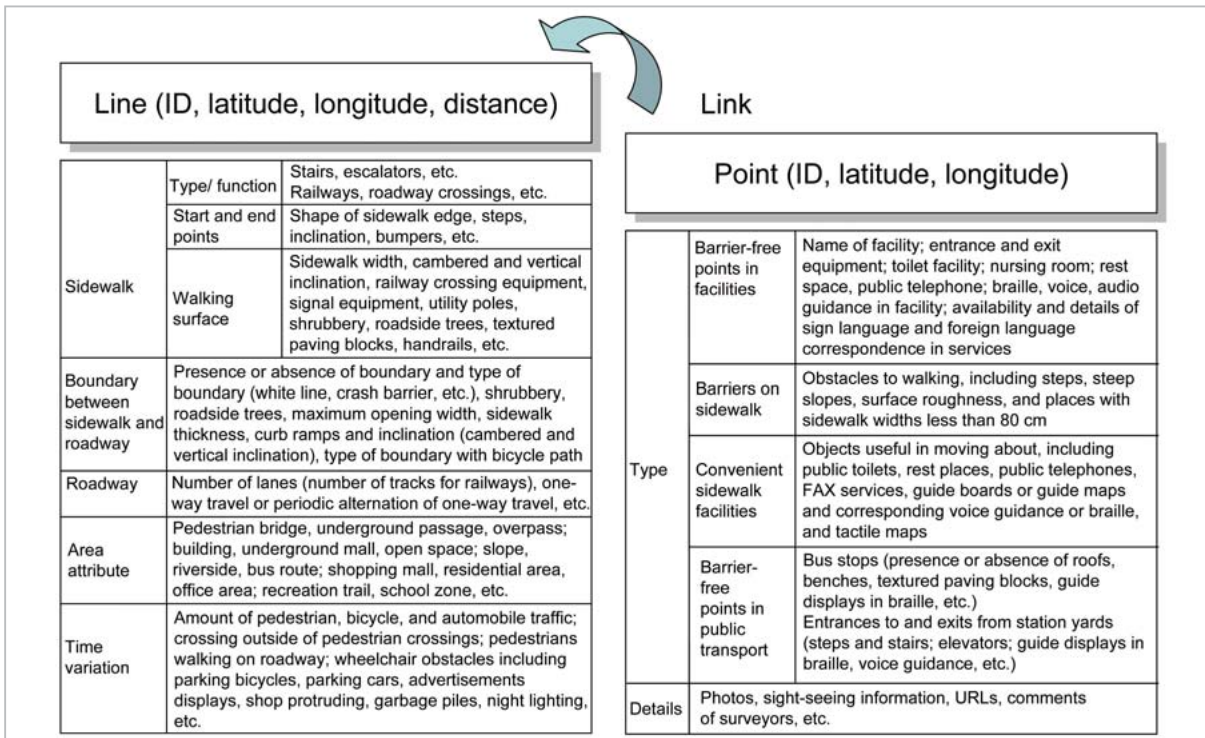 Line (ID, latitude, longitude, distance)
Sidewalk
Type/ function
Stairs, escalators, etc.
Railways, roadway crossings, etc.
Start and end
points
Shape of sidewalk edge, steps,
inclination, bumpers, etc.
Walking
surface
Sidewalk width, cambered and vertical
inclination, railway crossing equipment,
signal equipment, utility poles,
shrubbery, roadside trees, textured
paving blocks, handrails, etc.
Boundary
between
sidewalk and
roadway
Presence or absence of boundary and type of
boundary (white line, crash barrier, etc.), shrubbery,
roadside trees, maximum opening width, sidewalk
thickness, curb ramps and inclination (cambered and
vertical inclination), type of boundary with bicycle path
Roadway
Number of lanes (number of tracks for railways), one-
way travel or periodic alternation of one-way travel, etc.
Area
attribute
Pedestrian bridge, underground passage, overpass;
building, underground mall, open space; slope,
riverside, bus route; shopping mall, residential area,
office area; recreation trail, school zone, etc.
Time
variation
Amount of pedestrian, bicycle, and automobile traffic;
crossing outside of pedestrian crossings; pedestrians
walking on roadway; wheelchair obstacles including
parking bicycles, parking cars, advertisements
displays, shop protruding, garbage piles, night lighting,
etc.
Link
Point (ID, latitude, longitude)
Type
Barrier-free
points in
facilities
Name of facility; entrance and exit
equipment; toilet facility; nursing room; rest
space, public telephone; braille, voice, audio
guidance in facility; availability and details of
sign language and foreign language
correspondence in services
Barriers on
sidewalk
Obstacles to walking, including steps, steep
slopes, surface roughness, and places with
sidewalk widths less than 80 cm
Convenient
sidewalk
facilities
Objects useful in moving about, including
public toilets, rest places, public telephones,
FAX services, guide boards or guide maps
and corresponding voice guidance or braille,
and tactile maps
Barrier-
free
points in
public
transport
Bus stops (presence or absence of roofs,
benches, textured paving blocks, guide
displays in braille, etc.)
Entrances to and exits from station yards
(steps and stairs; elevators; guide displays in
braille, voice guidance, etc.)
Details
Photos, sight-seeing information, URLs, comments
of surveyors, etc.